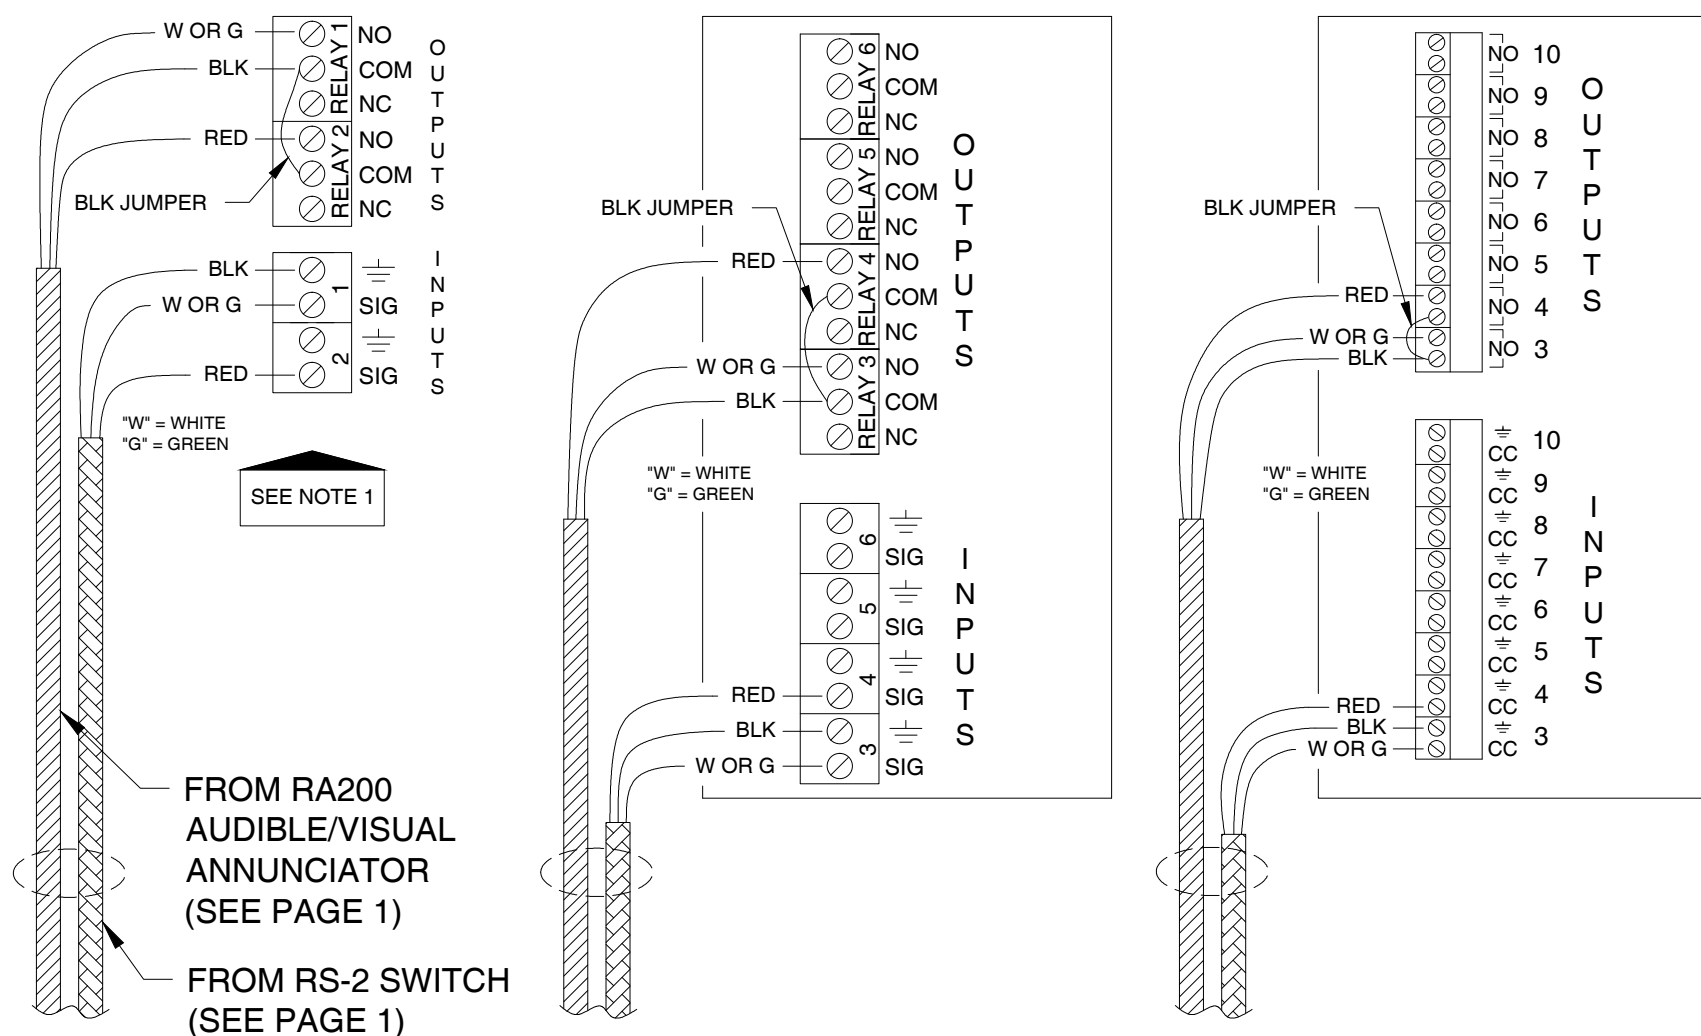 W OR G
BLK
RED
BLK JUMPER
RELAY 1
NO
COM
NC
RELAY 2
NO
COM
NC
OUTPUTS
BLK
W OR G
RED
1
SIG
2
SIG
INPUTS
"W" = WHITE
"G" = GREEN
SEE NOTE 1
FROM RA200
AUDIBLE/VISUAL
ANNUNCIATOR
(SEE PAGE 1)
FROM RS-2 SWITCH
(SEE PAGE 1)
RELAY 6
NO
COM
NC
RELAY 5
NO
COM
NC
RELAY 4
NO
COM
NC
RELAY 3
NO
COM
NC
OUTPUTS
BLK JUMPER
RED
W OR G
BLK
"W" = WHITE
"G" = GREEN
6
SIG
5
SIG
4
SIG
3
SIG
INPUTS
RED
BLK
W OR G
NO 10
NO 9
NO 8
NO 7
NO 6
NO 5
NO 4
NO 3
OUTPUTS
BLK JUMPER
RED
W OR G
BLK
"W" = WHITE
"G" = GREEN
10
CC
9
CC
8
CC
7
CC
6
CC
5
CC
4
CC
3
CC
INPUTS
RED
BLK
W OR G